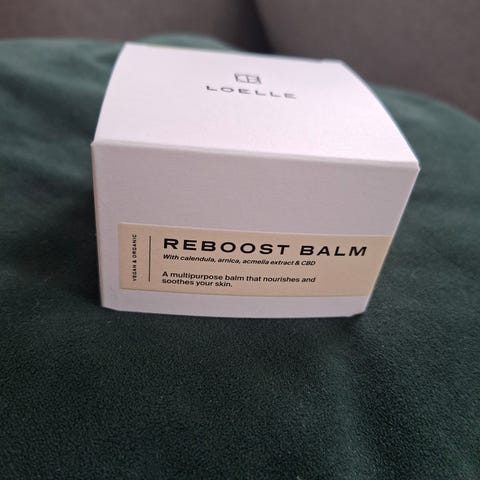 LOELLE
VEGAN & ORGANIC
REBOOST BALM
With calendula, arnica, acmella extract & CBD
A multipurpose balm that nourishes and
soothes your skin.